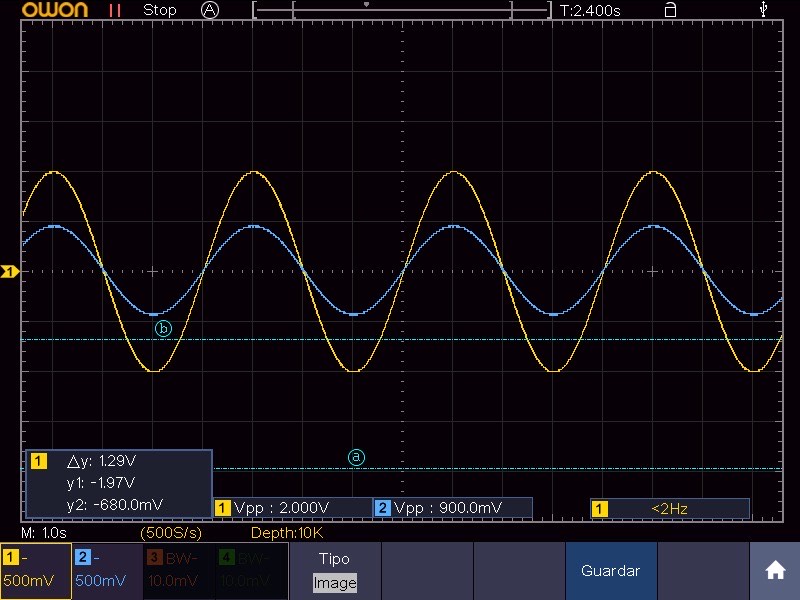 owon Stop A T:2.400s
1
b
a
1 △y: 1.29V
y1: -1.97V
y2: -680.0mV
1 Vpp : 2.000V 2 Vpp : 900.0mV 1 <2Hz
M: 1.0s (500S/s) Depth:10K
1 - 2 - 3 BW- 4 BW- Tipo
500mV 500mV 10.0mV 10.0mV Image
Guardar